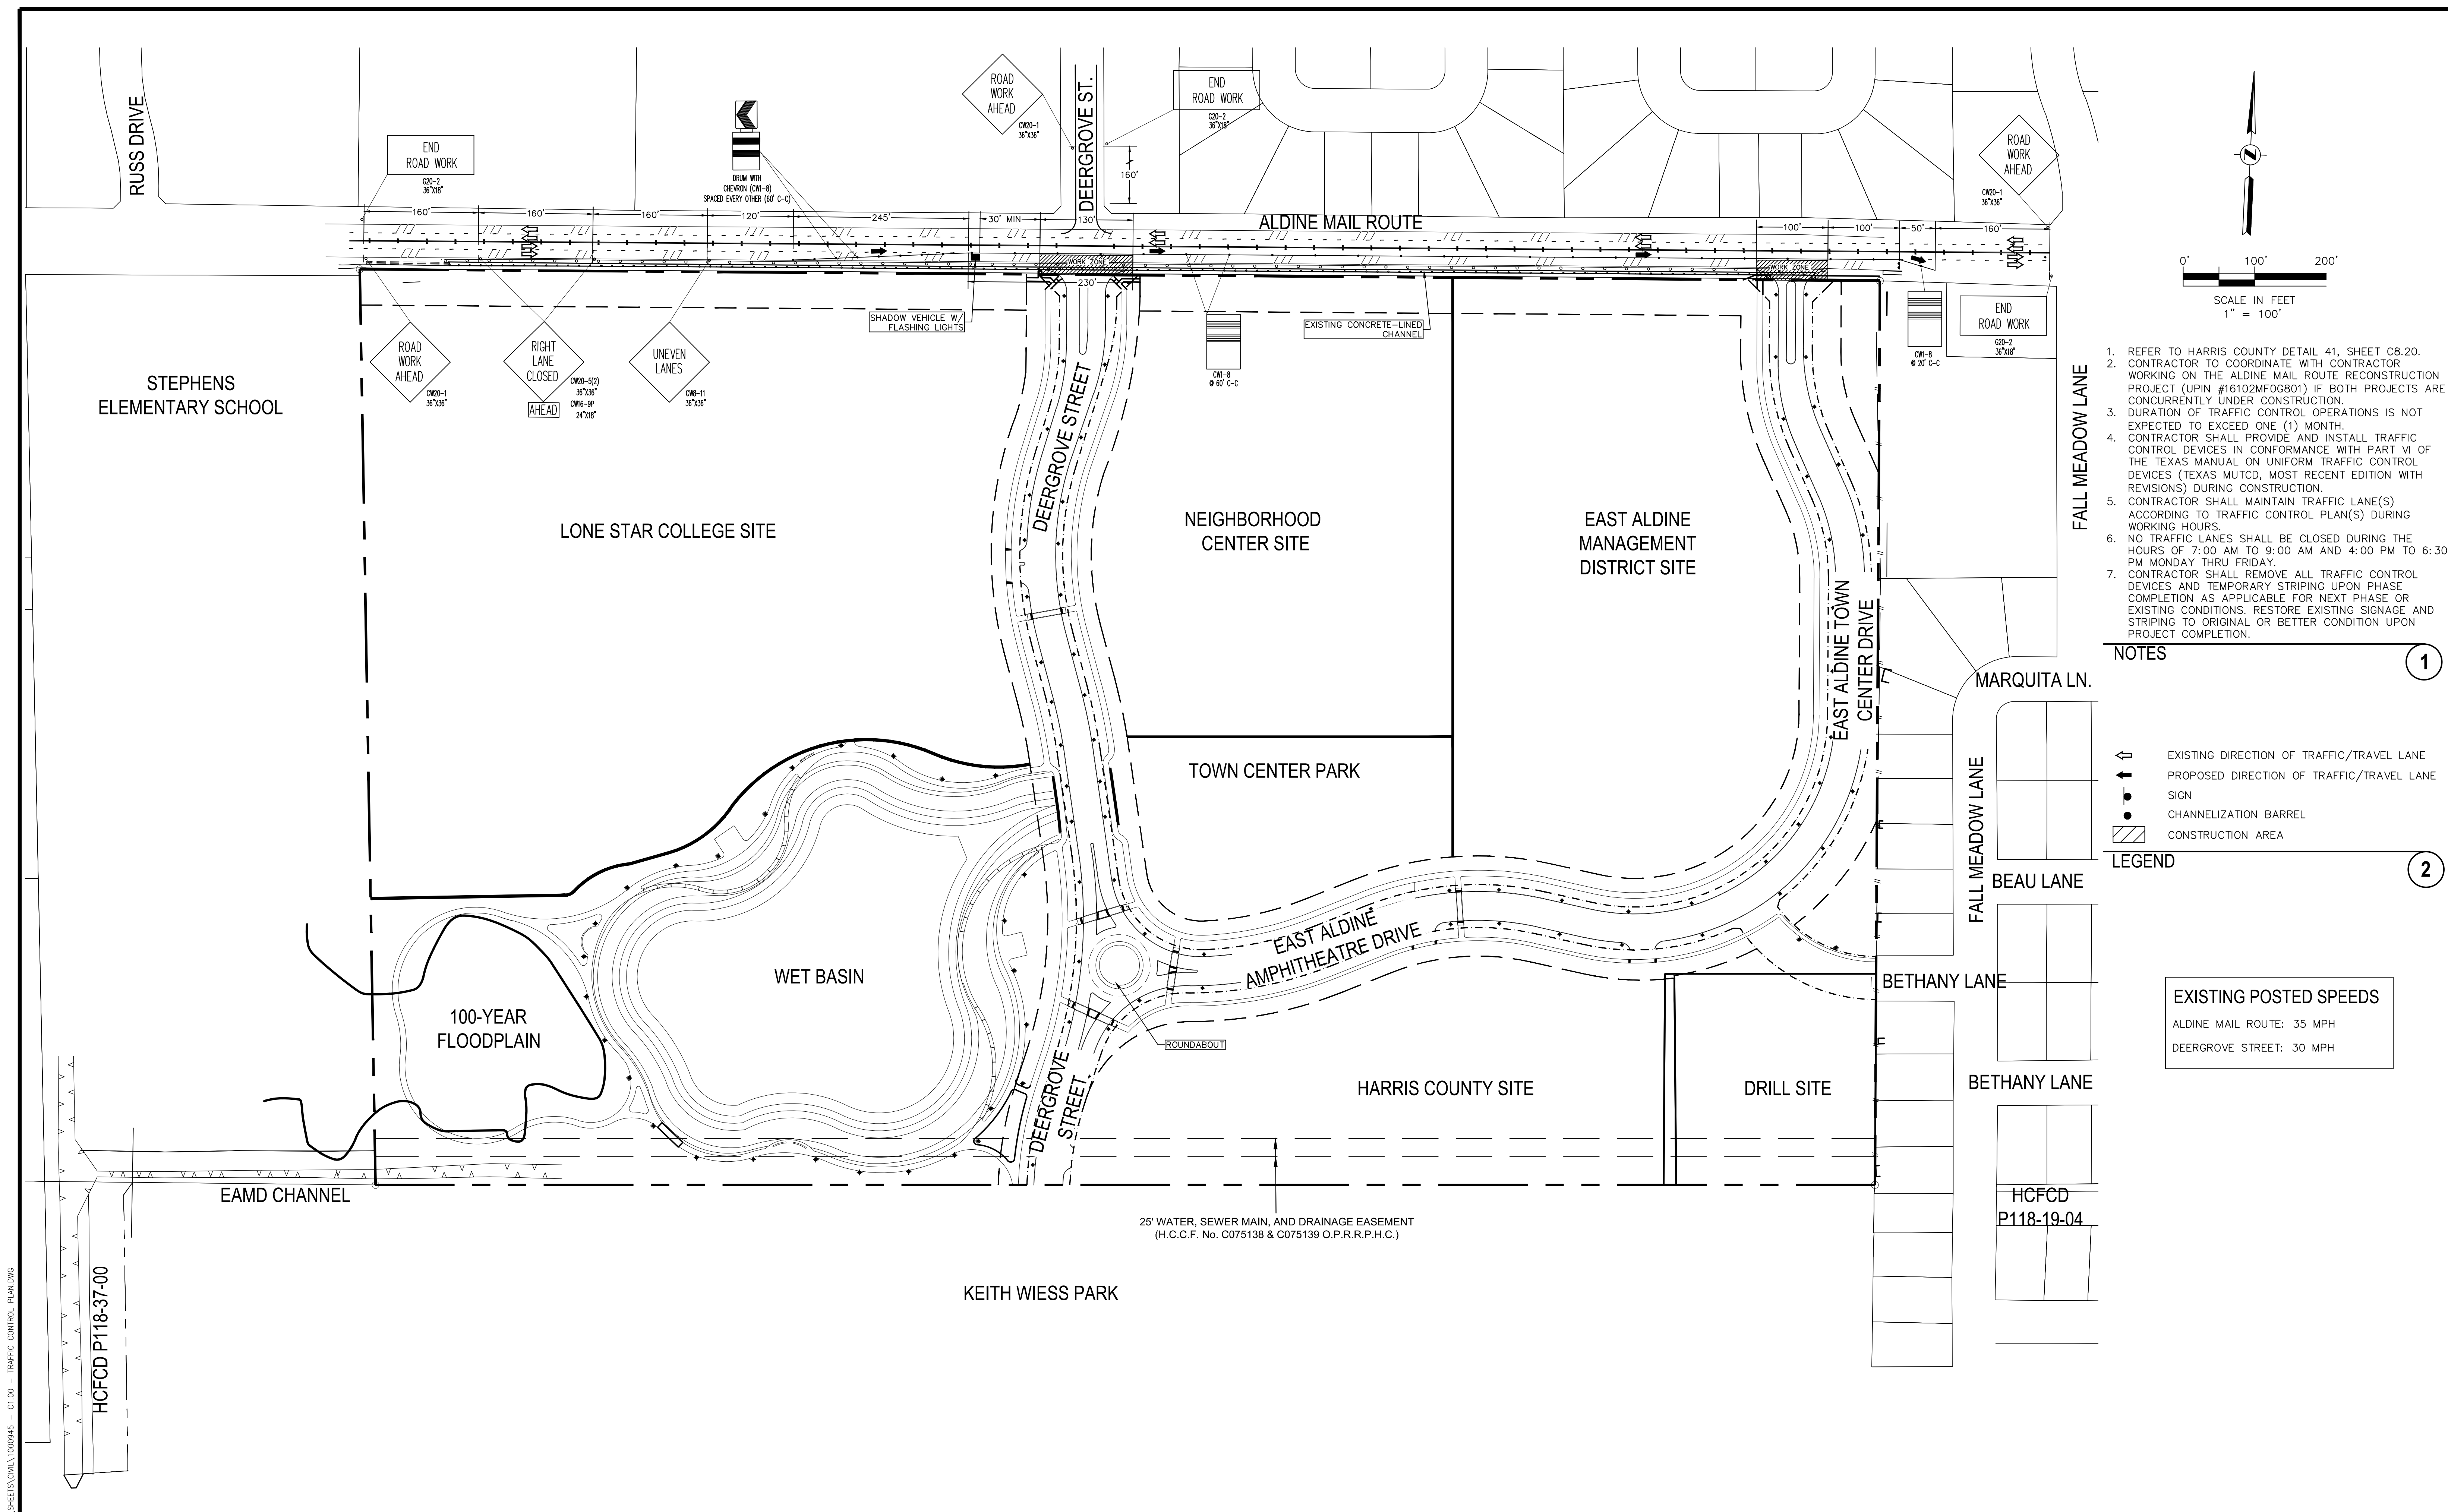 RUSS DRIVE
END
ROAD WORK
G20-2
36"X18"
DRUM WITH
CHEVRON (CW1-8)
SPACED EVERY OTHER (60' C-C)
ROAD
WORK
AHEAD
CW20-1
36"X36"
DEERGROVE ST.
END
ROAD WORK
G20-2
36"X18"
160'
ROAD
WORK
AHEAD
CW20-1
36"X36"
160'
160'
160'
120'
245'
30' MIN
130'
ALDINE MAIL ROUTE
100'
100'
50'
160'
WORK ZONE
WORK ZONE
230'
ROAD
WORK
AHEAD
CW20-1
36"X36"
RIGHT
LANE
CLOSED
CW20-5(2)
36"X36"
AHEAD
CW16-9P
24"X18"
UNEVEN
LANES
CW8-11
36"X36"
SHADOW VEHICLE W/
FLASHING LIGHTS
CW1-8
@ 60' C-C
EXISTING CONCRETE-LINED
CHANNEL
CW1-8
@ 20' C-C
END
ROAD WORK
G20-2
36"X18"
STEPHENS
ELEMENTARY SCHOOL
LONE STAR COLLEGE SITE
DEERGROVE STREET
NEIGHBORHOOD
CENTER SITE
EAST ALDINE
MANAGEMENT
DISTRICT SITE
EAST ALDINE TOWN
CENTER DRIVE
FALL MEADOW LANE
MARQUITA LN.
TOWN CENTER PARK
FALL MEADOW LANE
BEAU LANE
WET BASIN
100-YEAR
FLOODPLAIN
EAST ALDINE
AMPHITHEATRE DRIVE
ROUNDABOUT
DEERGROVE
STREET
HARRIS COUNTY SITE
DRILL SITE
BETHANY LANE
BETHANY LANE
EAMD CHANNEL
HCFCD P118-37-00
25' WATER, SEWER MAIN, AND DRAINAGE EASEMENT
(H.C.C.F. No. C075138 & C075139 O.P.R.R.P.H.C.)
HCFCD
P118-19-04
KEITH WIESS PARK
N
0' 100' 200'
SCALE IN FEET
1" = 100'
1. REFER TO HARRIS COUNTY DETAIL 41, SHEET C8.20.
2. CONTRACTOR TO COORDINATE WITH CONTRACTOR
WORKING ON THE ALDINE MAIL ROUTE RECONSTRUCTION
PROJECT (UPIN #16102MF0G801) IF BOTH PROJECTS ARE
CONCURRENTLY UNDER CONSTRUCTION.
3. DURATION OF TRAFFIC CONTROL OPERATIONS IS NOT
EXPECTED TO EXCEED ONE (1) MONTH.
4. CONTRACTOR SHALL PROVIDE AND INSTALL TRAFFIC
CONTROL DEVICES IN CONFORMANCE WITH PART VI OF
THE TEXAS MANUAL ON UNIFORM TRAFFIC CONTROL
DEVICES (TEXAS MUTCD, MOST RECENT EDITION WITH
REVISIONS) DURING CONSTRUCTION.
5. CONTRACTOR SHALL MAINTAIN TRAFFIC LANE(S)
ACCORDING TO TRAFFIC CONTROL PLAN(S) DURING
WORKING HOURS.
6. NO TRAFFIC LANES SHALL BE CLOSED DURING THE
HOURS OF 7:00 AM TO 9:00 AM AND 4:00 PM TO 6:30
PM MONDAY THRU FRIDAY.
7. CONTRACTOR SHALL REMOVE ALL TRAFFIC CONTROL
DEVICES AND TEMPORARY STRIPING UPON PHASE
COMPLETION AS APPLICABLE FOR NEXT PHASE OR
EXISTING CONDITIONS. RESTORE EXISTING SIGNAGE AND
STRIPING TO ORIGINAL OR BETTER CONDITION UPON
PROJECT COMPLETION.
NOTES 1
EXISTING DIRECTION OF TRAFFIC/TRAVEL LANE
PROPOSED DIRECTION OF TRAFFIC/TRAVEL LANE
SIGN
CHANNELIZATION BARREL
CONSTRUCTION AREA
LEGEND 2
EXISTING POSTED SPEEDS
ALDINE MAIL ROUTE: 35 MPH
DEERGROVE STREET: 30 MPH
SHEETS\CIVIL\1000945 - C1.00 - TRAFFIC CONTROL PLAN.DWG